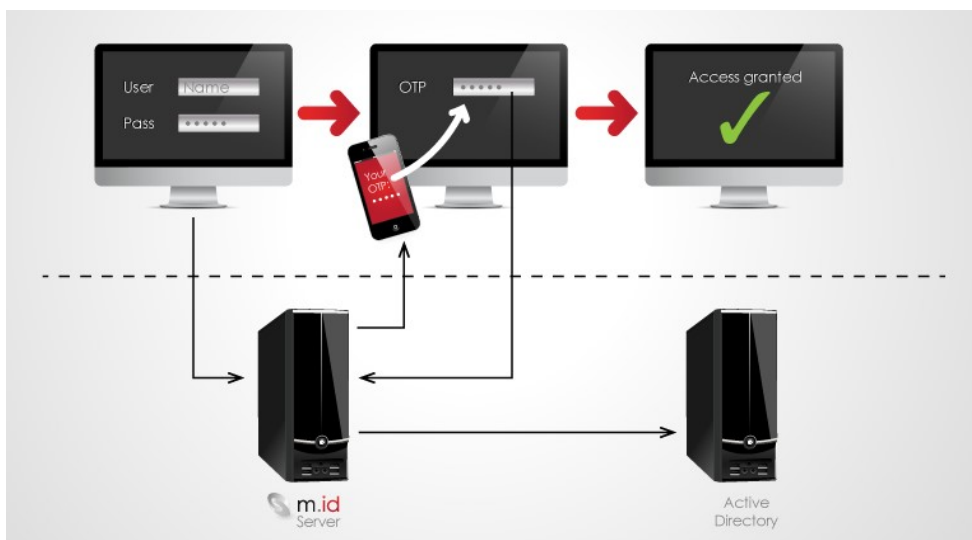 User Name
Pass *****
OTP *****
Access granted
Your
OTP:
*****
m.id
Server
Active
Directory